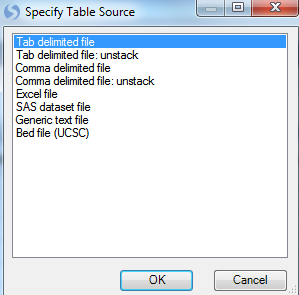 Specify Table Source
Tab delimited file
Tab delimited file: unstack
Comma delimited file
Comma delimited file: unstack
Excel file
SAS dataset file
Generic text file
Bed file (UCSC)
OK
Cancel